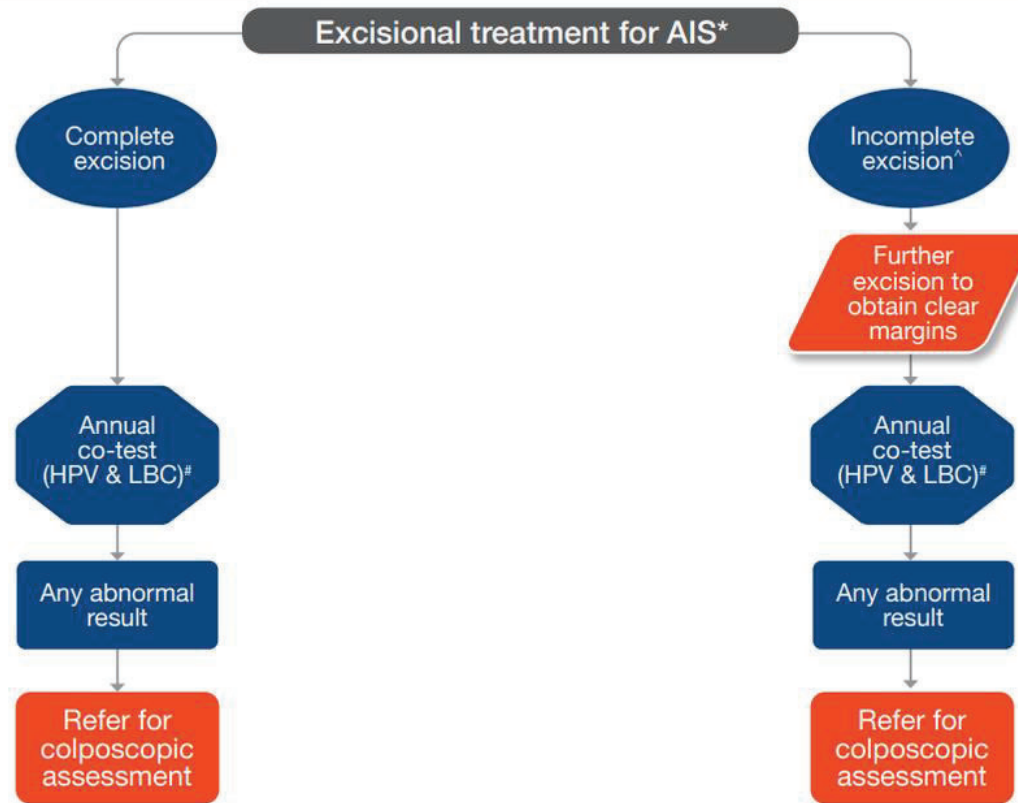 Excisional treatment for AIS*
Complete
excision
Incomplete
excision^
Further
excision to
obtain clear
margins
Annual
co-test
(HPV & LBC)#
Annual
co-test
(HPV & LBC)#
Any abnormal
result
Any abnormal
result
Refer for
colposcopic
assessment
Refer for
colposcopic
assessment